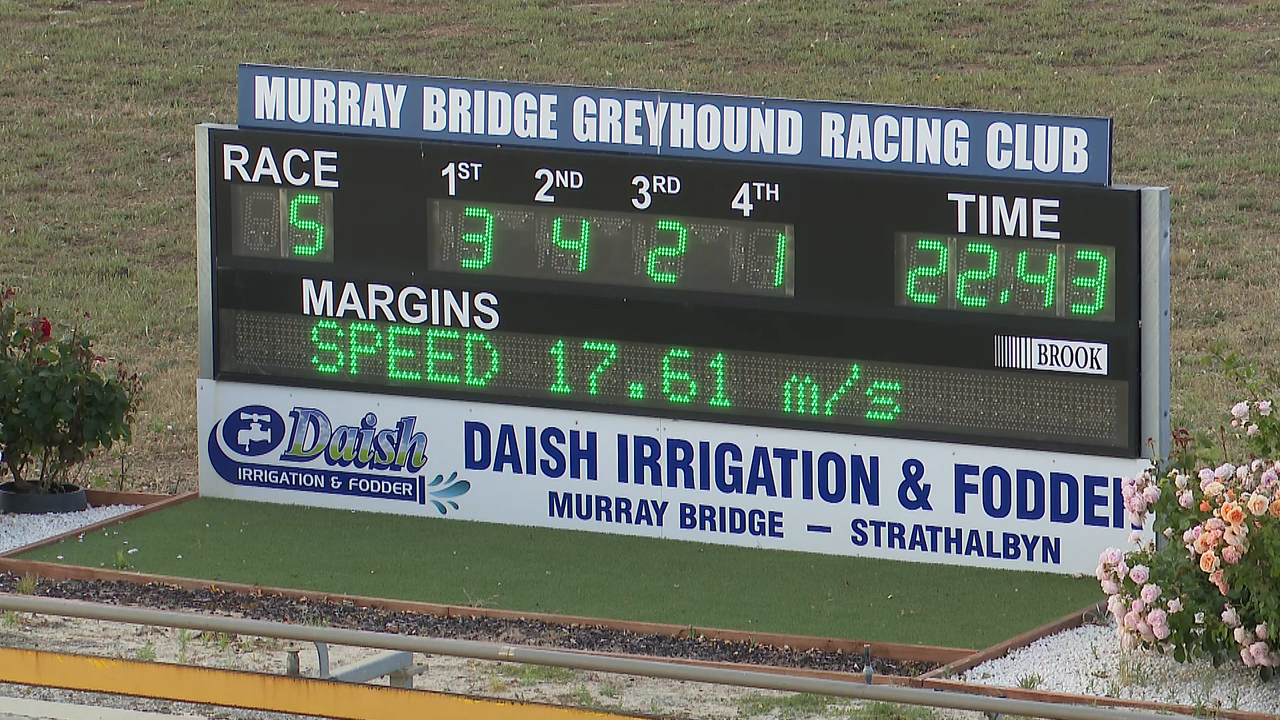 MURRAY BRIDGE GREYHOUND RACING CLUB
RACE 1ST 2ND 3RD 4TH TIME
5 3 4 2 1 22.43
MARGINS
SPEED 17.61 m/s
BROOK
Daish
IRRIGATION & FODDER
DAISH IRRIGATION & FODDER
MURRAY BRIDGE – STRATHALBYN